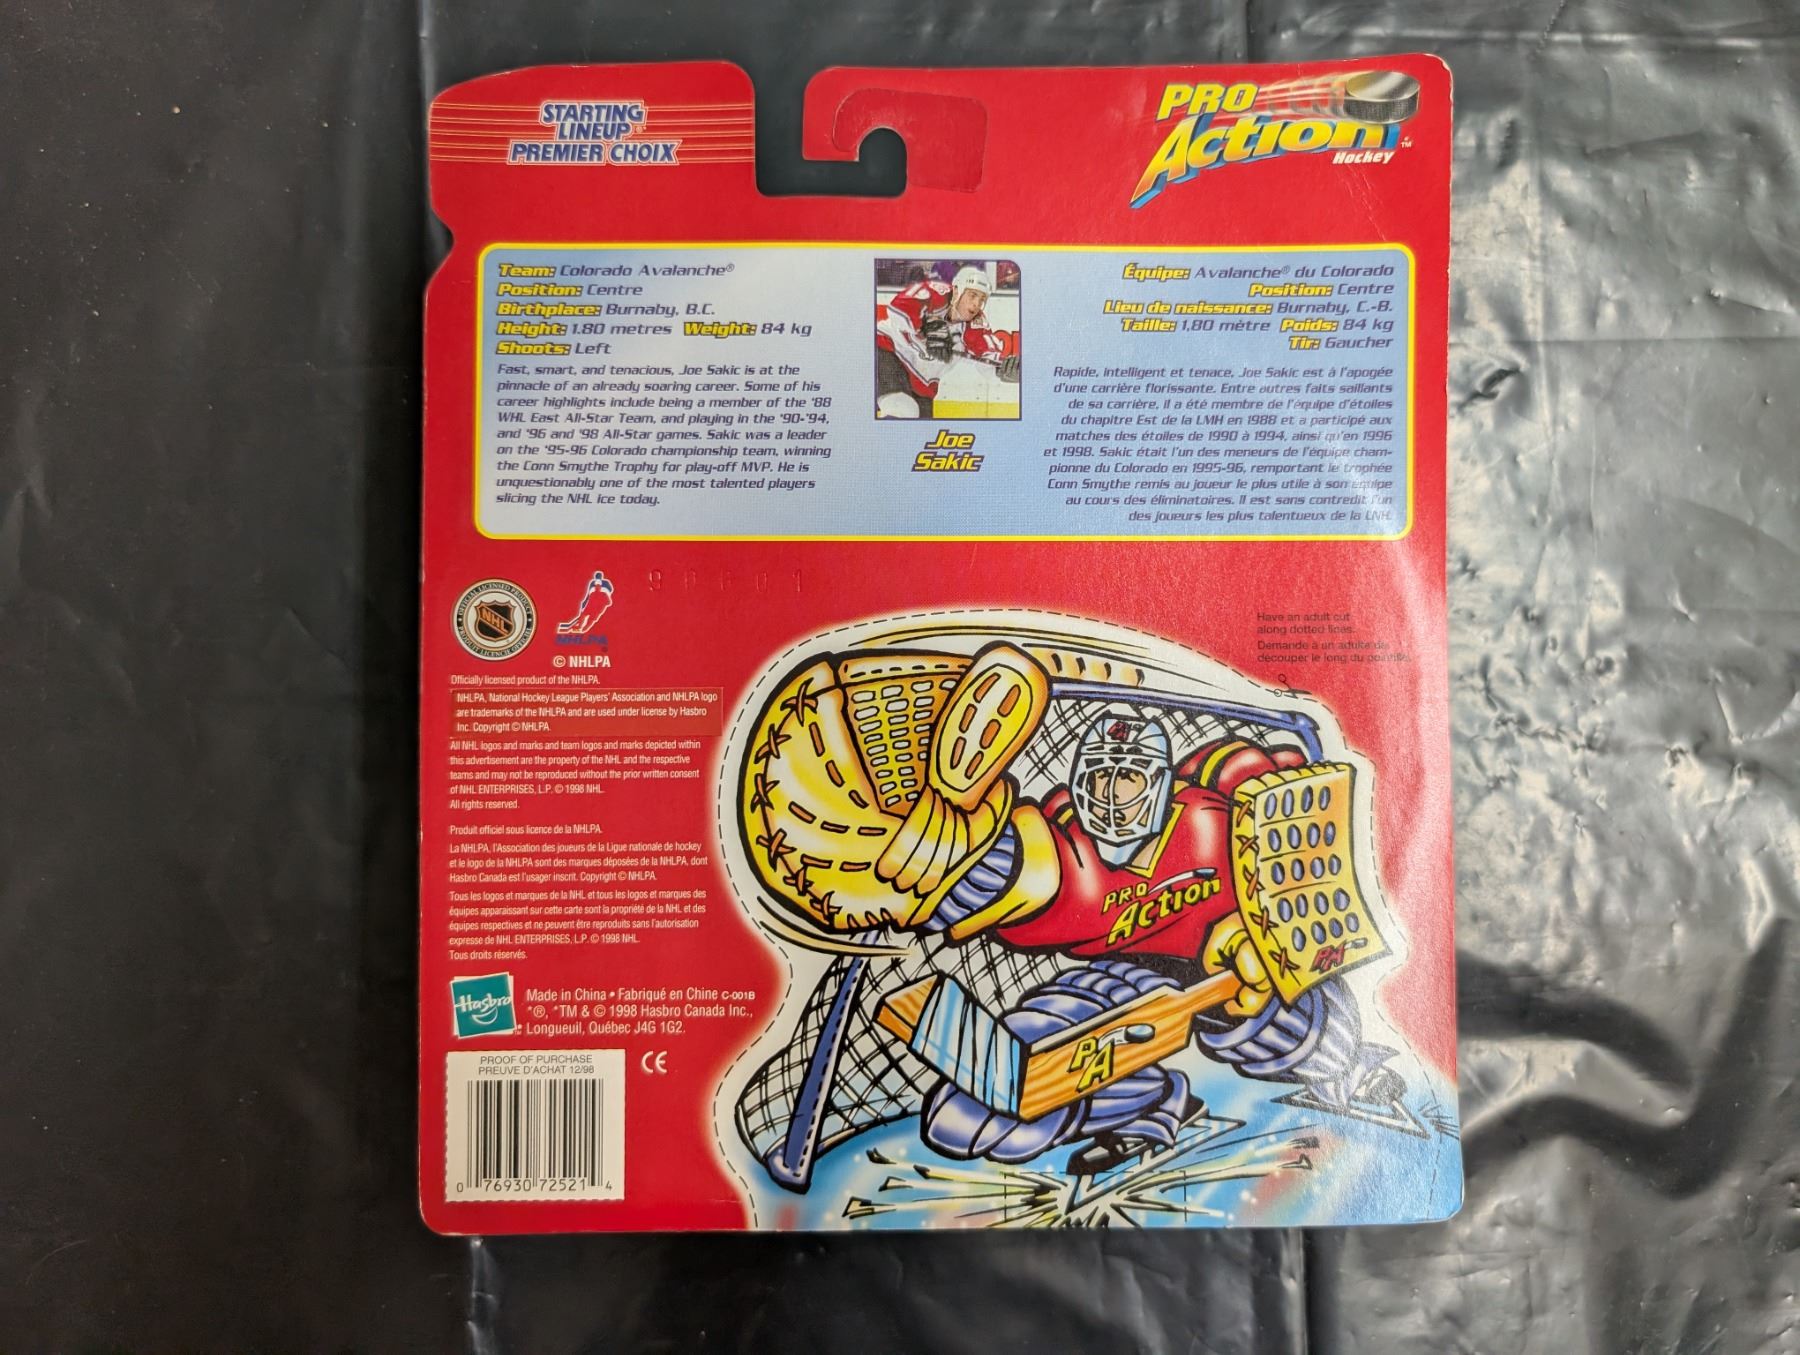 STARTING
LINEUP®
PREMIER CHOIX
PRO
Action
Hockey
™
Team: Colorado Avalanche®
Position: Centre
Birthplace: Burnaby, B.C.
Height: 1.80 metres Weight: 84 kg
Shoots: Left
Fast, smart, and tenacious, Joe Sakic is at the
pinnacle of an already soaring career. Some of his
career highlights include being a member of the '88
WHL East All-Star Team, and playing in the '90-'94,
and '96 and '98 All-Star games. Sakic was a leader
on the '95-96 Colorado championship team, winning
the Conn Smythe Trophy for play-off MVP. He is
unquestionably one of the most talented players
slicing the NHL ice today.
Joe
Sakic
Équipe: Avalanche® du Colorado
Position: Centre
Lieu de naissance: Burnaby, C.-B.
Taille: 1,80 mètre Poids: 84 kg
Tir: Gaucher
Rapide, intelligent et tenace, Joe Sakic est à l'apogée
d'une carrière florissante. Entre autres faits saillants
de sa carrière, il a été membre de l'équipe d'étoiles
du chapitre Est de la LMH en 1988 et a participé aux
matches des étoiles de 1990 à 1994, ainsi qu'en 1996
et 1998. Sakic était l'un des meneurs de l'équipe cham-
pionne du Colorado en 1995-96, remportant le trophée
Conn Smythe remis au joueur le plus utile à son équipe
au cours des éliminatoires. Il est sans contredit l'un
des joueurs les plus talentueux de la LNH.
OFFICIAL LICENSED PRODUCT
NHL
PRODUIT LICENCIÉ OFFICIEL
NHLPA
© NHLPA
Officially licensed product of the NHLPA.
NHLPA, National Hockey League Players' Association and NHLPA logo
are trademarks of the NHLPA and are used under license by Hasbro
Inc. Copyright © NHLPA.
All NHL logos and marks and team logos and marks depicted within
this advertisement are the property of the NHL and the respective
teams and may not be reproduced without the prior written consent
of NHL ENTERPRISES, L.P. © 1998 NHL.
All rights reserved.
Produit officiel sous licence de la NHLPA.
La NHLPA, l'Association des joueurs de la Ligue nationale de hockey
et le logo de la NHLPA sont des marques déposées de la NHLPA, dont
Hasbro Canada est l'usager inscrit. Copyright © NHLPA.
Tous les logos et marques de la NHL et tous les logos et marques des
équipes apparaissant sur cette carte sont la propriété de la NHL et des
équipes respectives et ne peuvent être reproduits sans l'autorisation
expresse de NHL ENTERPRISES, L.P. © 1998 NHL.
Tous droits réservés.
Hasbro
Made in China • Fabriqué en Chine C-001B
*®, *TM & © 1998 Hasbro Canada Inc.,
Longueuil, Québec J4G 1G2.
PROOF OF PURCHASE
PREUVE D'ACHAT 12/98
0 76930 72521 4
CE
Have an adult cut
along dotted lines.
Demande à un adulte de
découper le long du pointillé.
PRO
Action
PA
PA